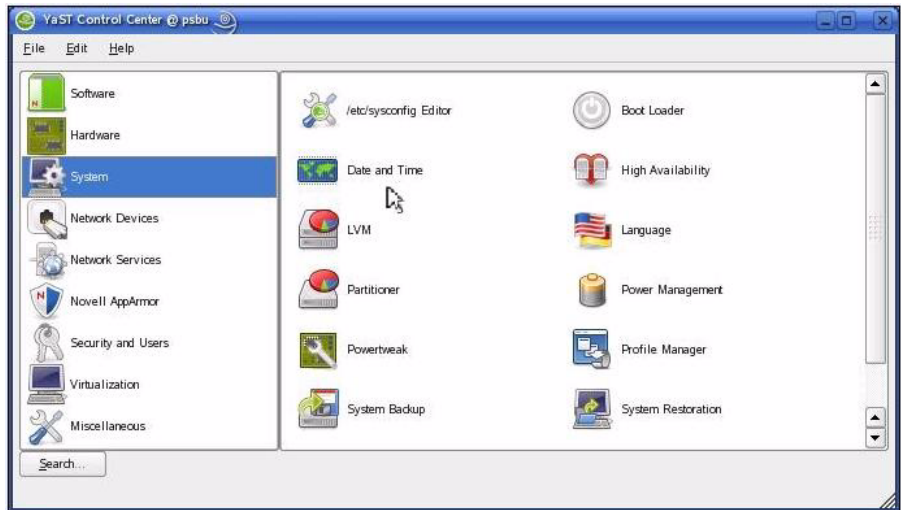 YaST Control Center @ psbu
File Edit Help
Software
Hardware
System
Network Devices
Network Services
Novell AppArmor
Security and Users
Virtualization
Miscellaneous
/etc/sysconfig Editor
Boot Loader
Date and Time
High Availability
LVM
Language
Partitioner
Power Management
Powertweak
Profile Manager
System Backup
System Restoration
Search...